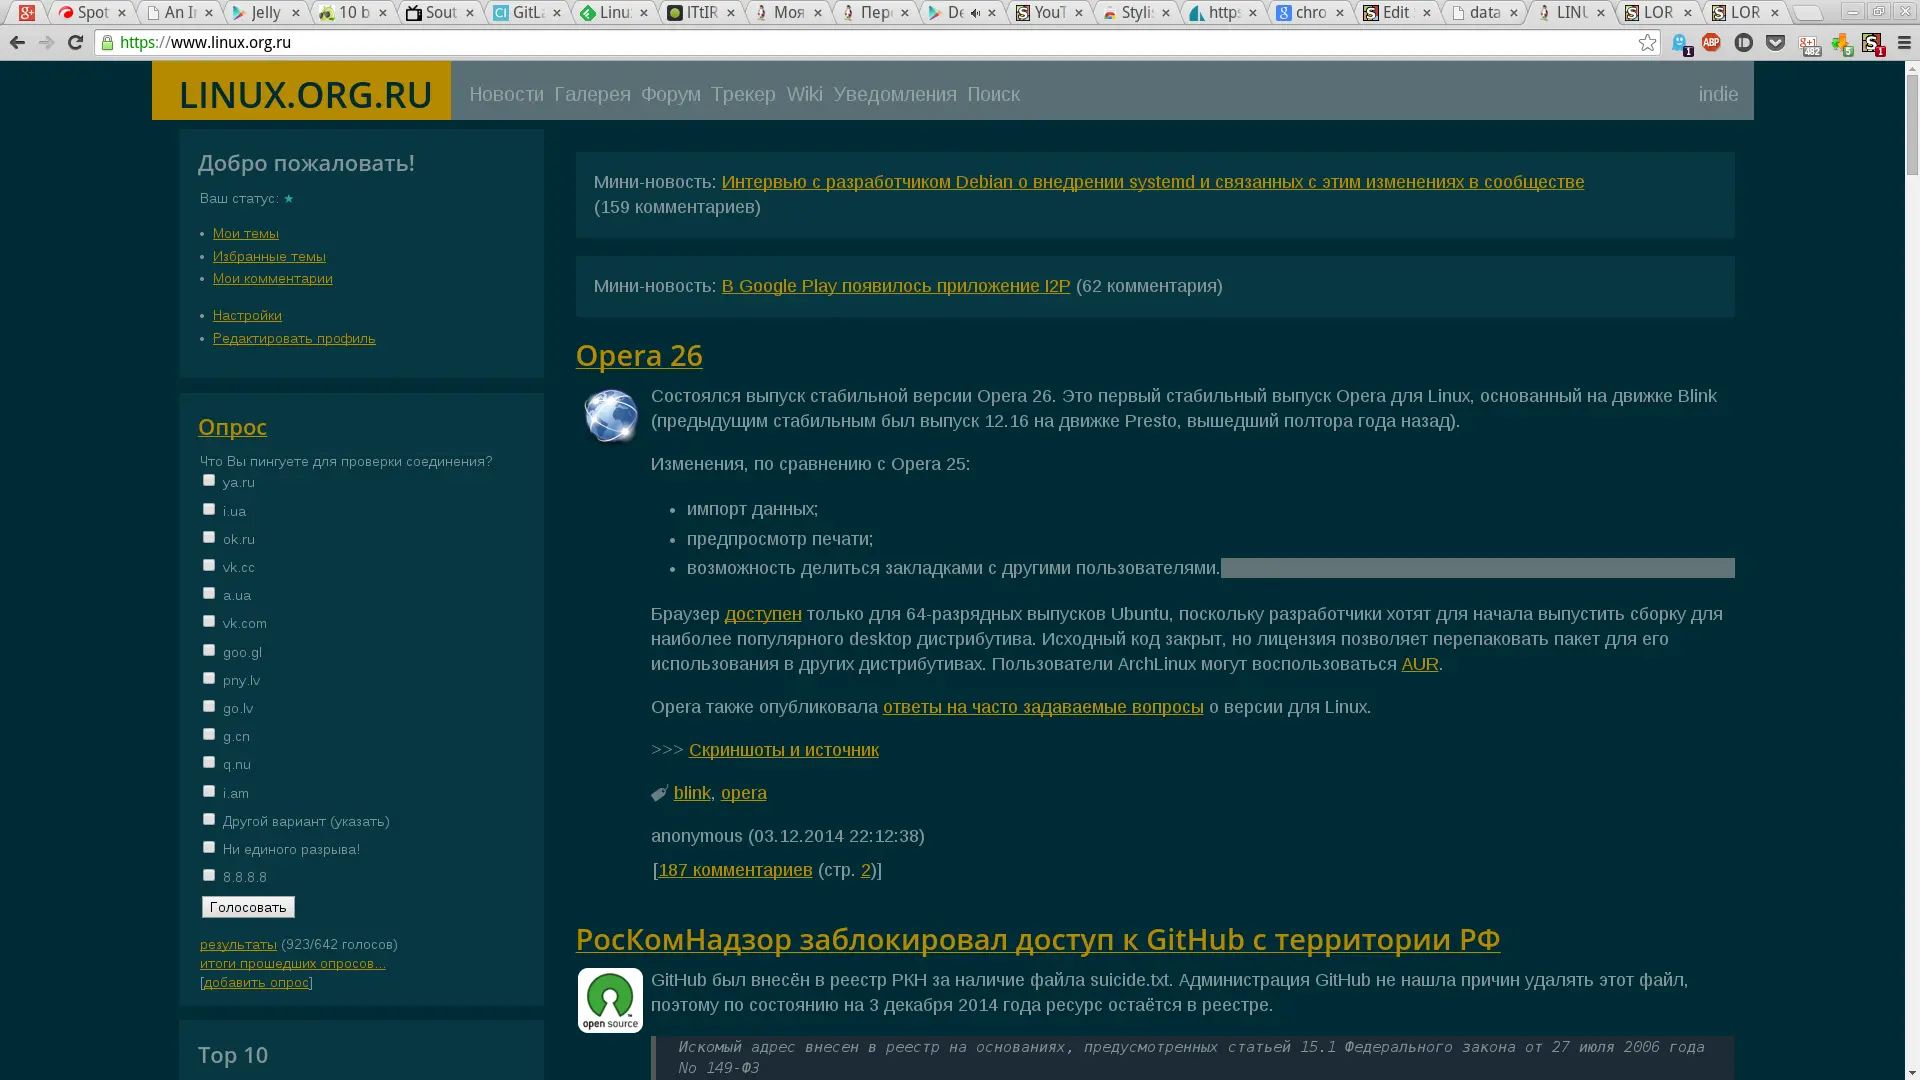 Spot
An I
Jelly
10 b
Sout
GitLa
Linu
lTtIR
Моя
Пер
De
YouT
Styli
https
chro
Edit
data
LINU
LOR
LOR
https://www.linux.org.ru
1
ABP
482
5
1
LINUX.ORG.RU
Новости Галерея Форум Трекер Wiki Уведомления Поиск
indie
Добро пожаловать!
Ваш статус: ★
• Мои темы
• Избранные темы
• Мои комментарии
• Настройки
• Редактировать профиль
Опрос
Что Вы пингуете для проверки соединения?
ya.ru
i.ua
ok.ru
vk.cc
a.ua
vk.com
goo.gl
pny.lv
go.lv
g.cn
q.nu
i.am
Другой вариант (указать)
Ни единого разрыва!
8.8.8.8
Голосовать
результаты (923/642 голосов)
итоги прошедших опросов...
[добавить опрос]
Top 10
Мини-новость: Интервью с разработчиком Debian о внедрении systemd и связанных с этим изменениях в сообществе
(159 комментариев)
Мини-новость: В Google Play появилось приложение I2P (62 комментария)
Opera 26
Состоялся выпуск стабильной версии Opera 26. Это первый стабильный выпуск Opera для Linux, основанный на движке Blink
(предыдущим стабильным был выпуск 12.16 на движке Presto, вышедший полтора года назад).
Изменения, по сравнению с Opera 25:
• импорт данных;
• предпросмотр печати;
• возможность делиться закладками с другими пользователями.
Браузер доступен только для 64-разрядных выпусков Ubuntu, поскольку разработчики хотят для начала выпустить сборку для
наиболее популярного desktop дистрибутива. Исходный код закрыт, но лицензия позволяет перепаковать пакет для его
использования в других дистрибутивах. Пользователи ArchLinux могут воспользоваться AUR.
Opera также опубликовала ответы на часто задаваемые вопросы о версии для Linux.
>>> Скриншоты и источник
blink, opera
anonymous (03.12.2014 22:12:38)
[187 комментариев (стр. 2)]
РосКомНадзор заблокировал доступ к GitHub с территории РФ
open source
GitHub был внесён в реестр РКН за наличие файла suicide.txt. Администрация GitHub не нашла причин удалять этот файл,
поэтому по состоянию на 3 декабря 2014 года ресурс остаётся в реестре.
Искомый адрес внесен в реестр на основаниях, предусмотренных статьей 15.1 Федерального закона от 27 июля 2006 года
No 149-ФЗ